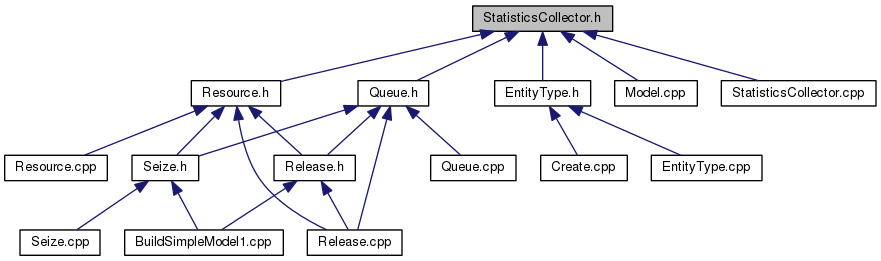 StatisticsCollector.h
Resource.h
Queue.h
EntityType.h
Model.cpp
StatisticsCollector.cpp
Resource.cpp
Seize.h
Release.h
Queue.cpp
Create.cpp
EntityType.cpp
Seize.cpp
BuildSimpleModel1.cpp
Release.cpp